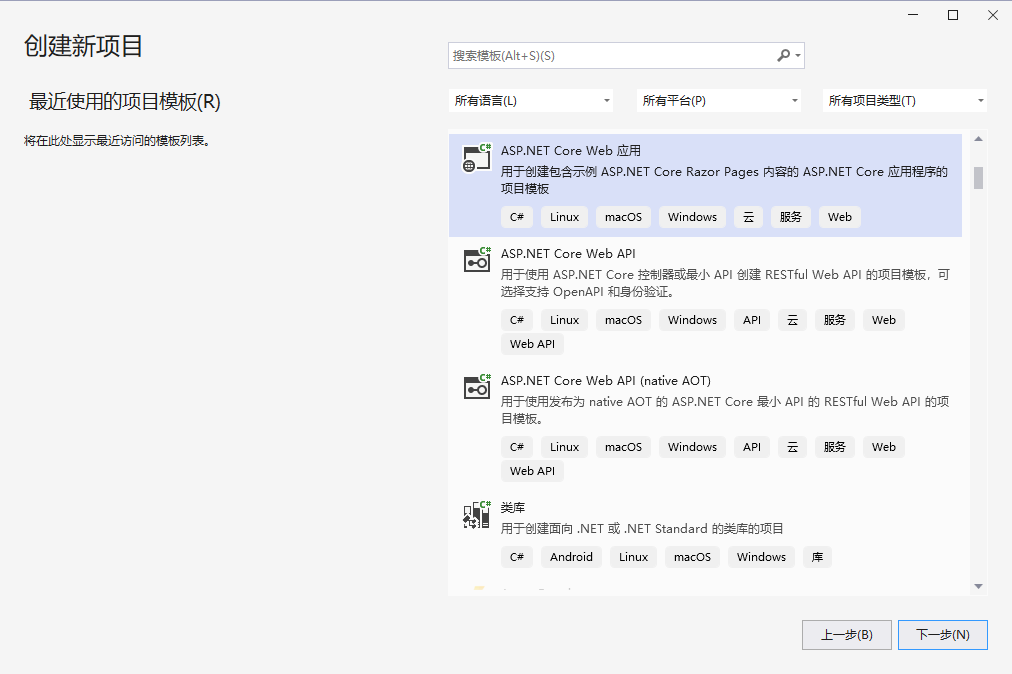 创建新项目
最近使用的项目模板(R)
将在此处显示最近访问的模板列表。
搜索模板(Alt+S)(S)
所有语言(L)
所有平台(P)
所有项目类型(T)
C#
ASP.NET Core Web 应用
用于创建包含示例 ASP.NET Core Razor Pages 内容的 ASP.NET Core 应用程序的
项目模板
C# Linux macOS Windows 云 服务 Web
C#
ASP.NET Core Web API
用于使用 ASP.NET Core 控制器或最小 API 创建 RESTful Web API 的项目模板，可
选择支持 OpenAPI 和身份验证。
C# Linux macOS Windows API 云 服务 Web
Web API
C#
ASP.NET Core Web API (native AOT)
用于使用发布为 native AOT 的 ASP.NET Core 最小 API 的 RESTful Web API 的项
目模板。
C# Linux macOS Windows API 云 服务 Web
Web API
C#
类库
用于创建面向 .NET 或 .NET Standard 的类库的项目
C# Android Linux macOS Windows 库
上一步(B)
下一步(N)